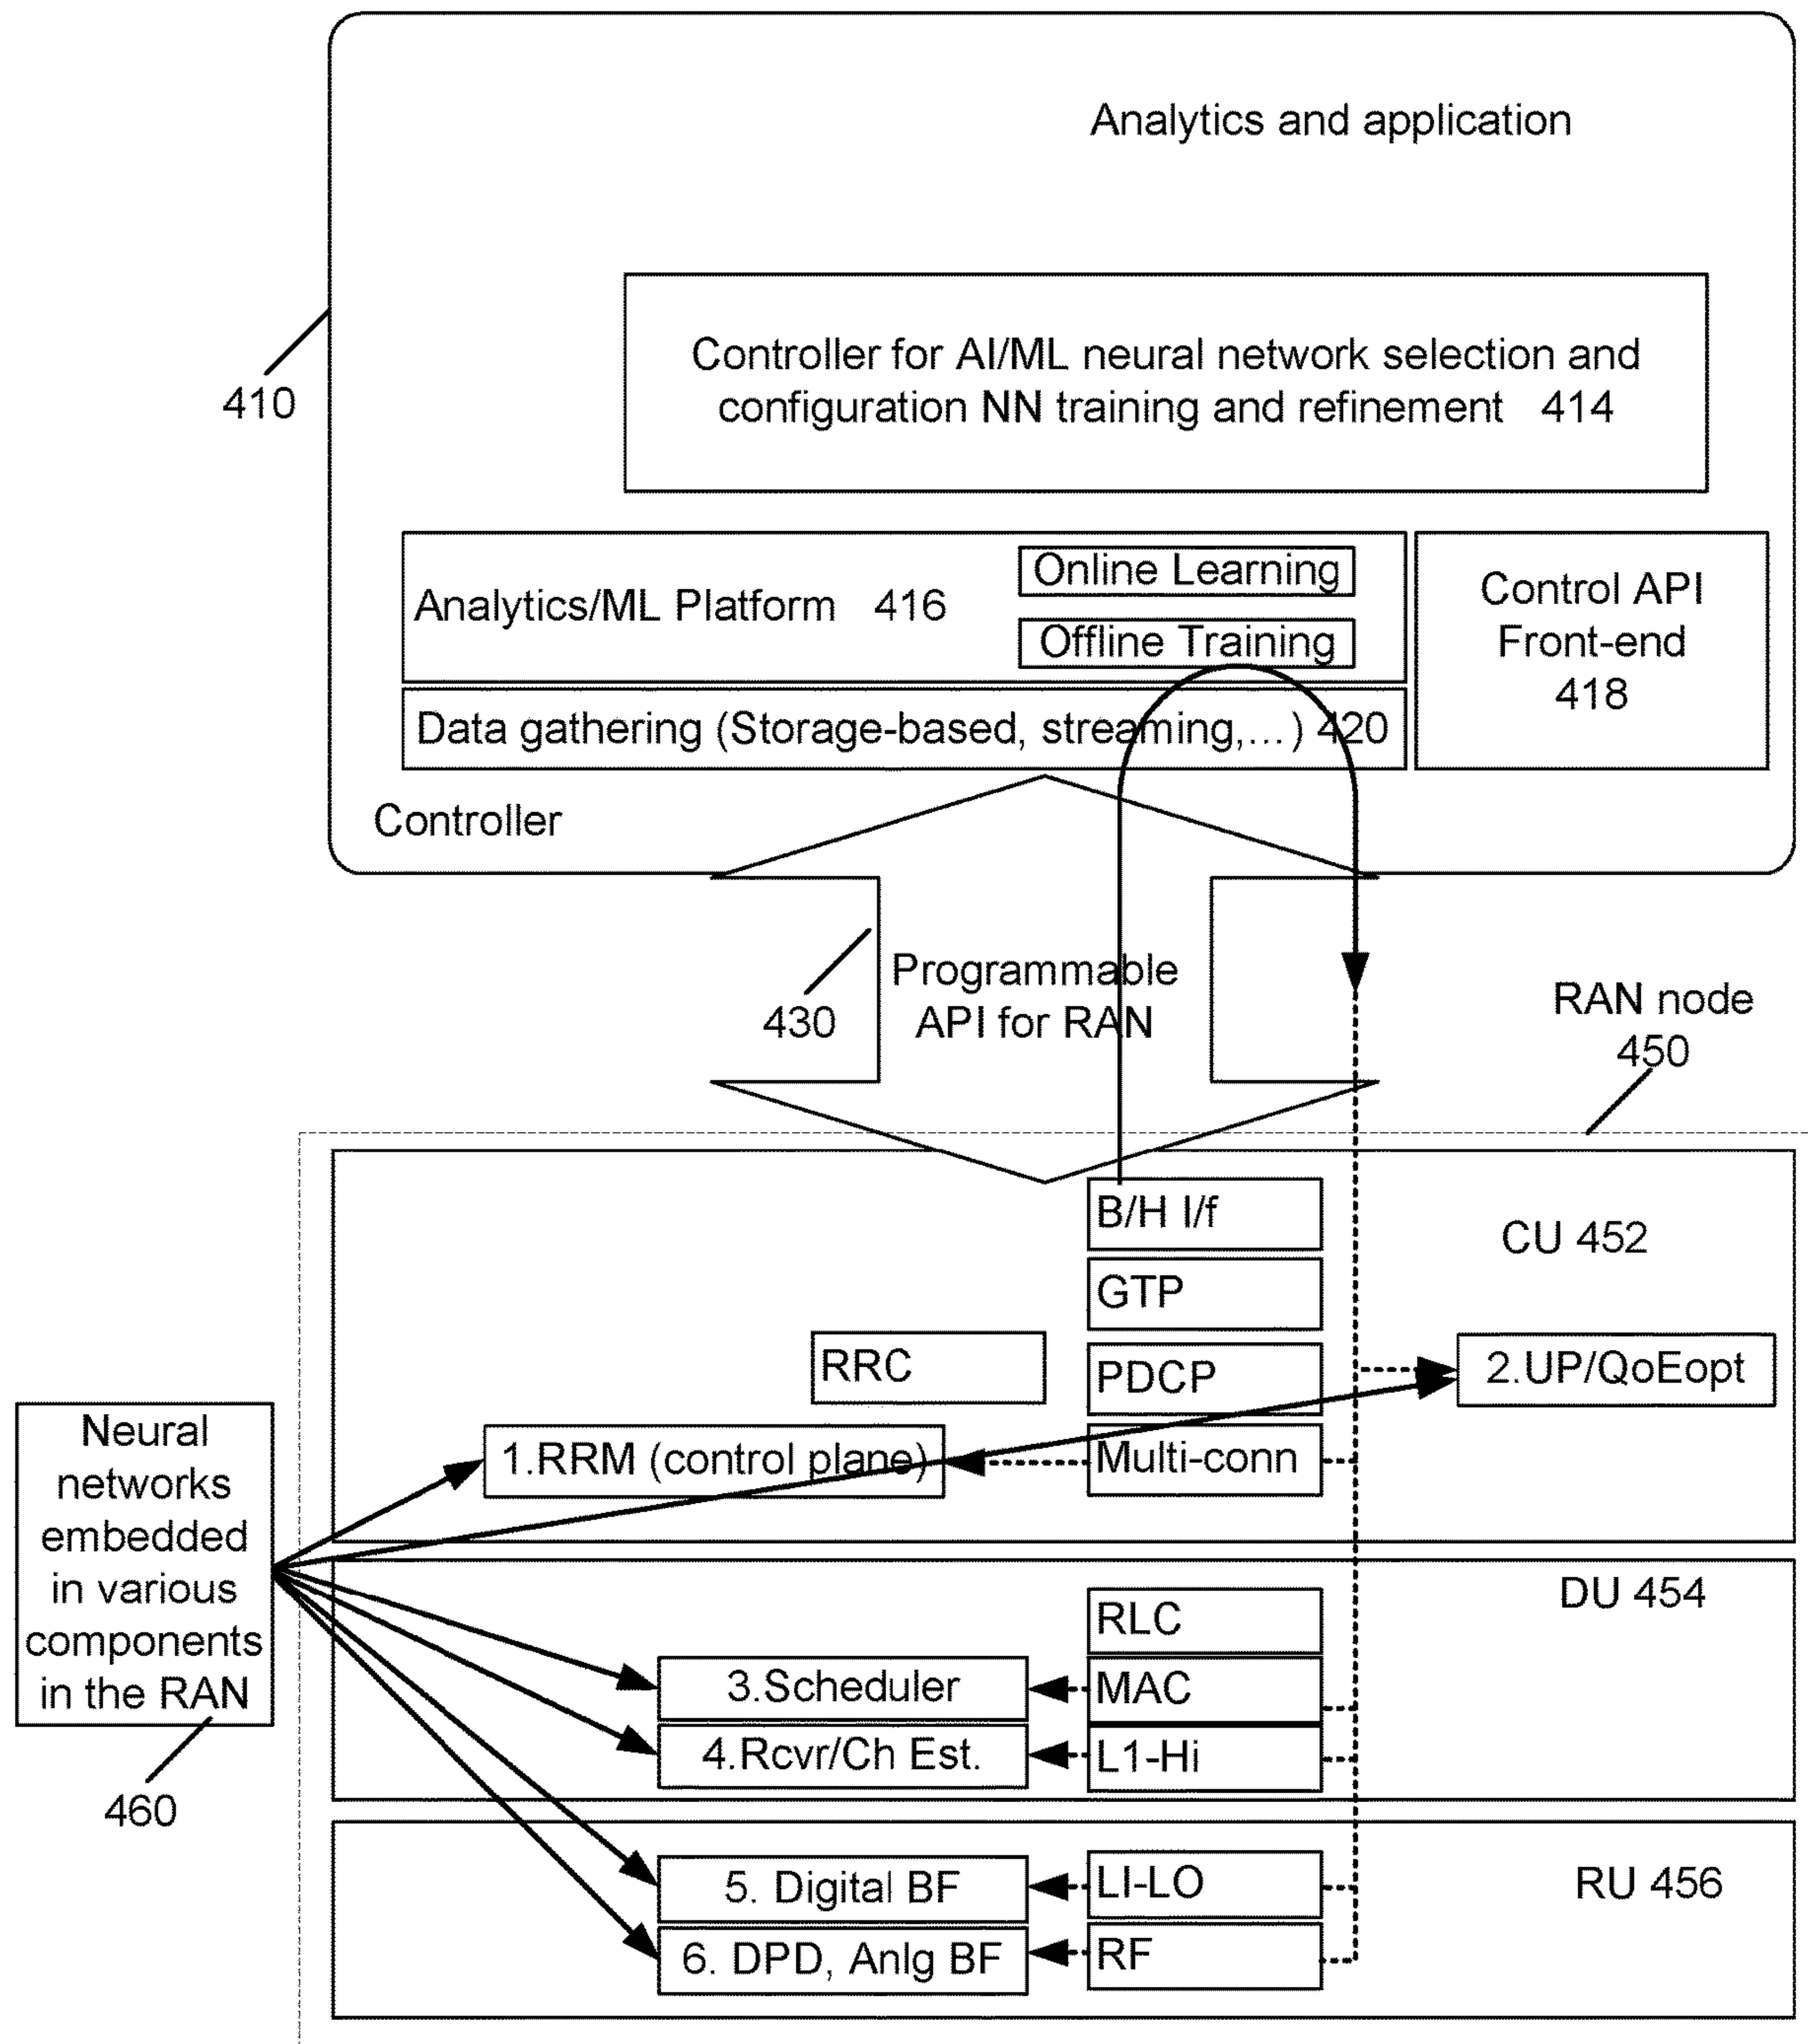 Analytics and application
Controller for AI/ML neural network selection and
configuration NN training and refinement 414
410
Analytics/ML Platform 416
Online Learning
Offline Training
Control API
Front-end
418
Data gathering (Storage-based, streaming,...) 420
Controller
Programmable
API for RAN
430
RAN node
450
B/H I/f
CU 452
GTP
RRC
PDCP
2.UP/QoEopt
1.RRM (control plane)
Multi-conn
Neural
networks
embedded
in various
components
in the RAN
460
DU 454
RLC
3.Scheduler
MAC
4.Rcvr/Ch Est.
L1-Hi
RU 456
5. Digital BF
LI-LO
6. DPD, Anlg BF
RF